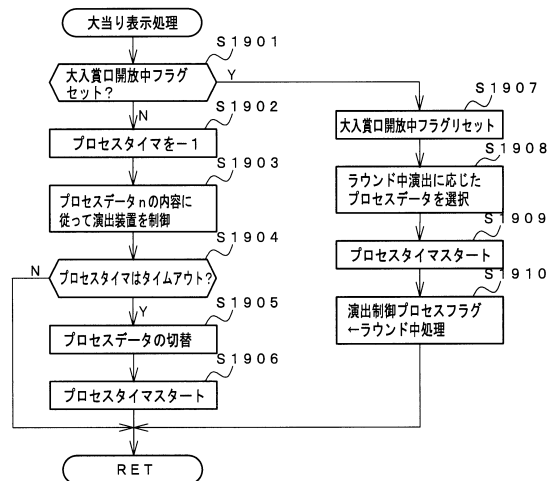 大当り表示処理
S1901
大入賞口開放中フラグ
セット?
Y
N
S1902
プロセスタイマを-1
S1903
プロセスデータnの内容に
従って演出装置を制御
S1904
プロセスタイマはタイムアウト?
N
Y
S1905
プロセスデータの切替
S1906
プロセスタイマスタート
RET
S1907
大入賞口開放中フラグリセット
S1908
ラウンド中演出に応じた
プロセスデータを選択
S1909
プロセスタイマスタート
S1910
演出制御プロセスフラグ
←ラウンド中処理